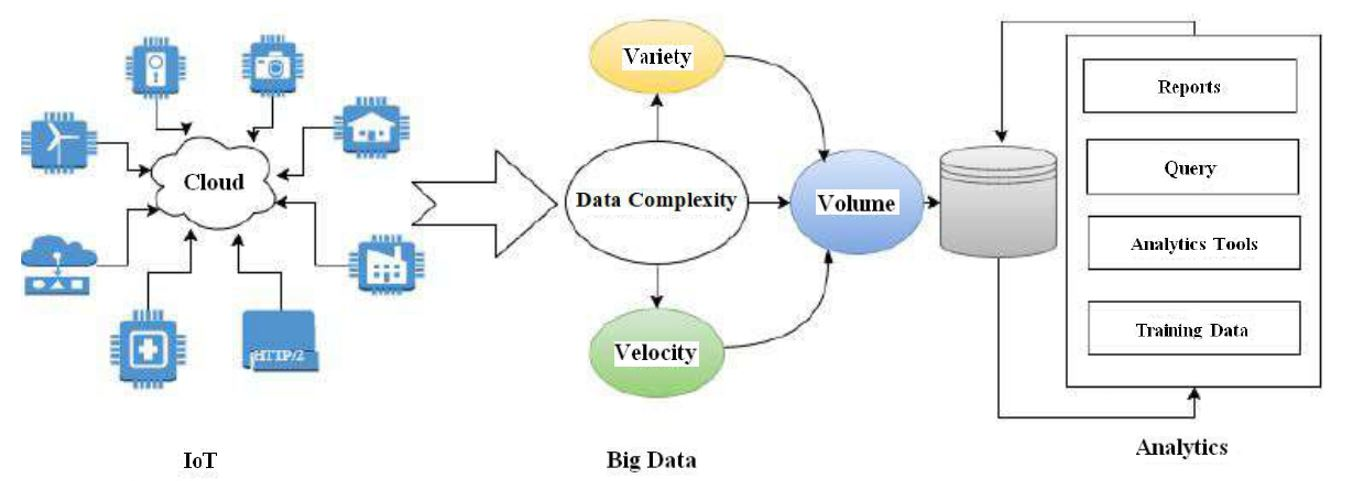 Cloud
HTTP/2
IoT
Variety
Data Complexity
Volume
Velocity
Big Data
Reports
Query
Analytics Tools
Training Data
Analytics